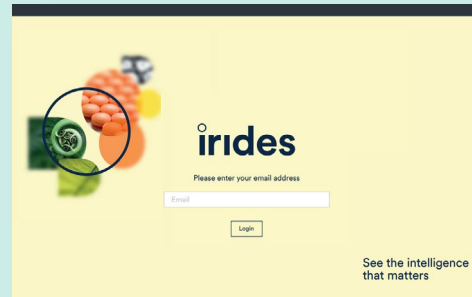 irides
Please enter your email address
Email
Login
See the intelligence
that matters